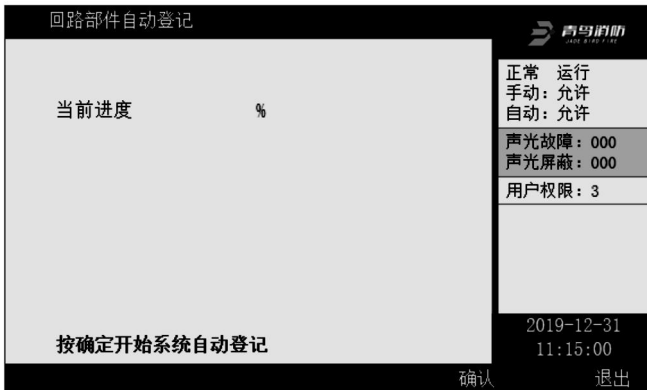 回路部件自动登记
青鸟消防
JADE BIRD FIRE
当前进度 %
正常 运行
手动：允许
自动：允许
声光故障：000
声光屏蔽：000
用户权限：3
按确定开始系统自动登记
2019-12-31
11:15:00
确认 退出